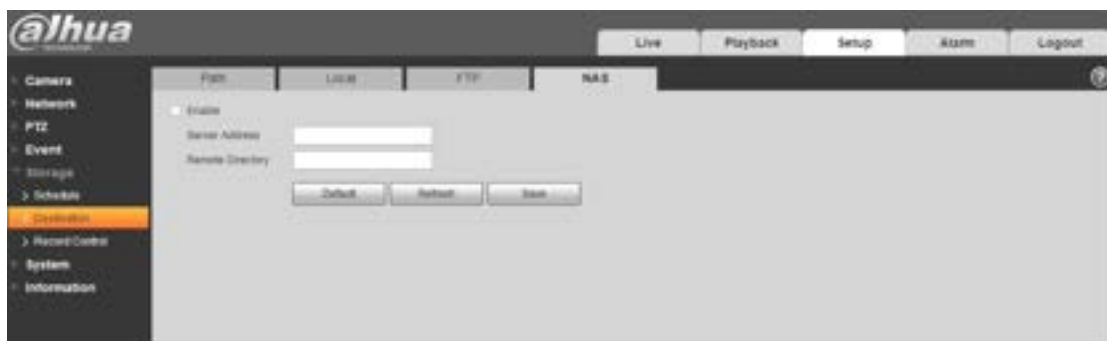 alhua
TECHNOLOGY
Live Playback Setup Alarm Logout
Camera
Network
PTZ
Event
Storage
Schedule
Destination
Record Control
System
Information
Path Local FTP NAS
Enable
Server Address
Remote Directory
Default Refresh Save